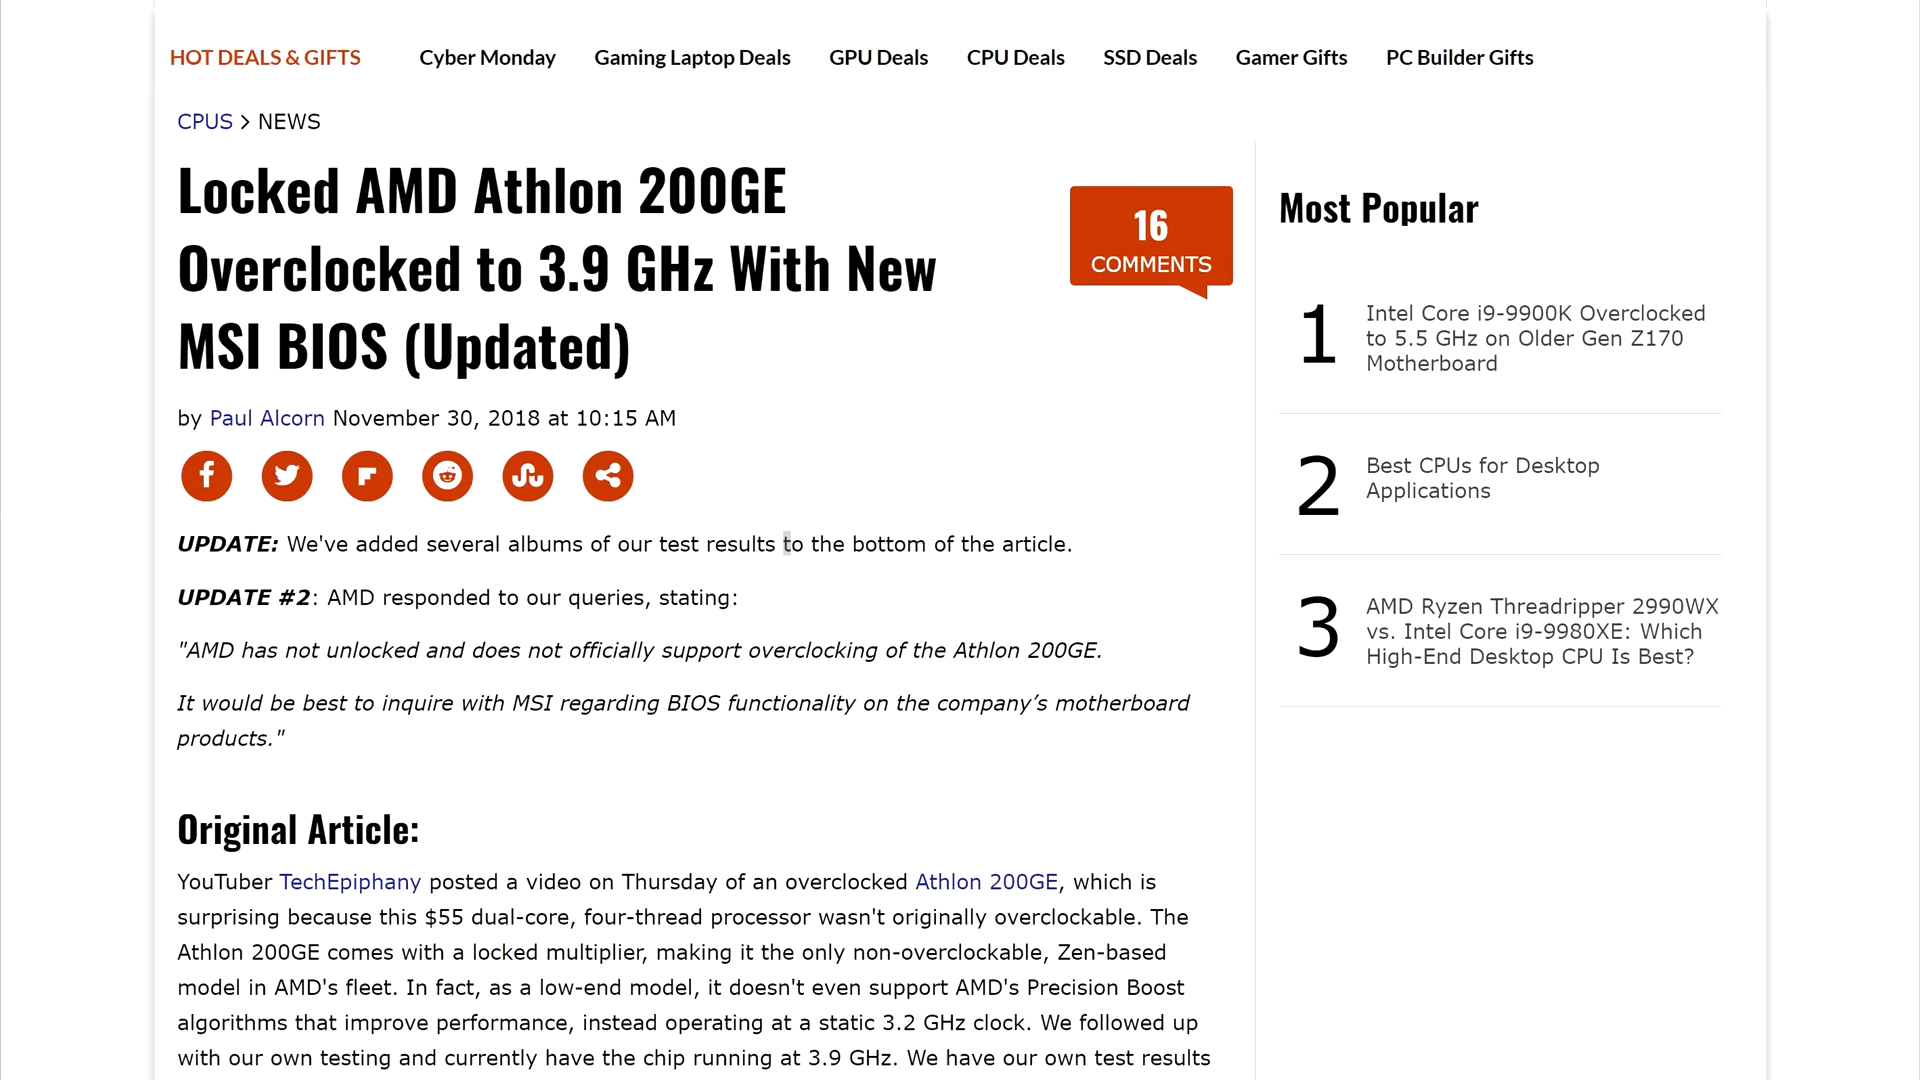 HOT DEALS & GIFTS Cyber Monday Gaming Laptop Deals GPU Deals CPU Deals SSD Deals Gamer Gifts PC Builder Gifts
CPUS > NEWS
Locked AMD Athlon 200GE
Overclocked to 3.9 GHz With New
MSI BIOS (Updated)
16
COMMENTS
by Paul Alcorn November 30, 2018 at 10:15 AM
UPDATE: We've added several albums of our test results to the bottom of the article.
UPDATE #2: AMD responded to our queries, stating:
"AMD has not unlocked and does not officially support overclocking of the Athlon 200GE.
It would be best to inquire with MSI regarding BIOS functionality on the company’s motherboard
products."
Original Article:
YouTuber TechEpiphany posted a video on Thursday of an overclocked Athlon 200GE, which is
surprising because this $55 dual-core, four-thread processor wasn't originally overclockable. The
Athlon 200GE comes with a locked multiplier, making it the only non-overclockable, Zen-based
model in AMD's fleet. In fact, as a low-end model, it doesn't even support AMD's Precision Boost
algorithms that improve performance, instead operating at a static 3.2 GHz clock. We followed up
with our own testing and currently have the chip running at 3.9 GHz. We have our own test results
Most Popular
1
Intel Core i9-9900K Overclocked
to 5.5 GHz on Older Gen Z170
Motherboard
2
Best CPUs for Desktop
Applications
3
AMD Ryzen Threadripper 2990WX
vs. Intel Core i9-9980XE: Which
High-End Desktop CPU Is Best?